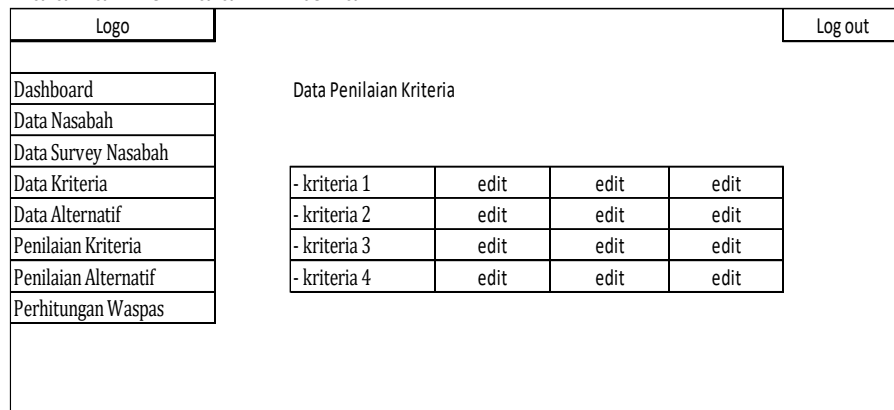 Logo Log out
Dashboard Data Penilaian Kriteria
Data Nasabah
Data Survey Nasabah
Data Kriteria - kriteria 1 edit edit edit
Data Alternatif - kriteria 2 edit edit edit
Penilaian Kriteria - kriteria 3 edit edit edit
Penilaian Alternatif - kriteria 4 edit edit edit
Perhitungan Waspas